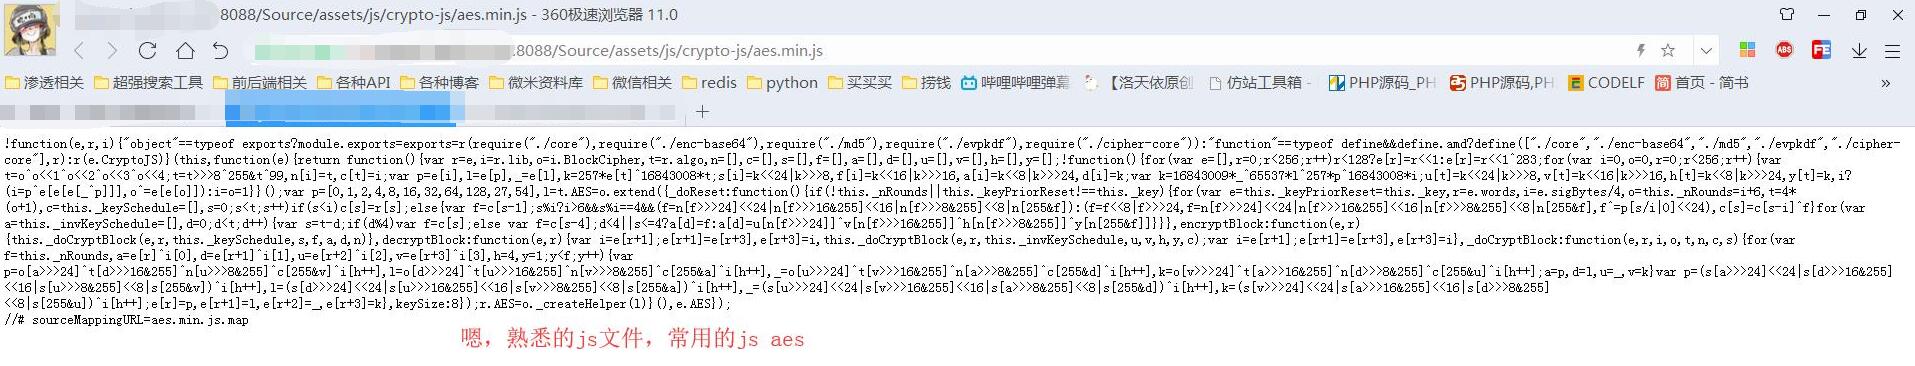 8088/Source/assets/js/crypto-js/aes.min.js - 360极速浏览器 11.0
.8088/Source/assets/js/crypto-js/aes.min.js
渗透相关 超强搜索工具 前后端相关 各种API 各种博客 微米资料库 微信相关 redis python 买买买 捞钱 哔哩哔哩弹幕 【洛天依原创 仿站工具箱 - PHP源码_PH PHP源码,PH CODELF 首页 - 简书 »
!function(e,r,i){"object"==typeof exports?module.exports=exports=r(require("./core"),require("./enc-base64"),require("./md5"),require("./evpkdf"),require("./cipher-core")):"function"==typeof define&&define.amd?define(["./core","./enc-base64","./md5","./evpkdf","./cipher-
core"],r):r(e.CryptoJS)}(this,function(e){return function(){var r=e,i=r.lib,o=i.BlockCipher,t=r.algo,n=[],c=[],s=[],f=[],a=[],d=[],u=[],v=[],h=[],y=[];!function(){for(var e=[],r=0;r<256;r++)r<128?e[r]=r<<1:e[r]=r<<1^283;for(var i=0,o=0,r=0;r<256;r++){var
t=o^o<<1^o<<2^o<<3^o<<4;t=t>>>8^255&t^99,n[i]=t,c[t]=i;var p=e[i],l=e[p],_=e[l],k=257*e[t]^16843008*t;s[i]=k<<24|k>>>8,f[i]=k<<16|k>>>16,a[i]=k<<8|k>>>24,d[i]=k;var k=16843009*_^65537*l^257*p^16843008*i;u[t]=k<<24|k>>>8,v[t]=k<<16|k>>>16,h[t]=k<<8|k>>>24,y[t]=k,i?
(i=p^e[e[e[_^p]]],o^=e[e[o]]):i=o=1}}();var p=[0,1,2,4,8,16,32,64,128,27,54],l=t.AES=o.extend({_doReset:function(){if(!this._nRounds||this._keyPriorReset!==this._key){for(var e=this._keyPriorReset=this._key,r=e.words,i=e.sigBytes/4,o=this._nRounds=i+6,t=4*
(o+1),c=this._keySchedule=[],s=0;s<t;s++)if(s<i)c[s]=r[s];else{var f=c[s-1];s%i?i>6&&s%i==4&&(f=n[f>>>24]<<24|n[f>>>16&255]<<16|n[f>>>8&255]<<8|n[255&f]):(f=f<<8|f>>>24,f=n[f>>>24]<<24|n[f>>>16&255]<<16|n[f>>>8&255]<<8|n[255&f],f^=p[s/i|0]<<24),c[s]=c[s-i]^f}for(var
a=this._invKeySchedule=[],d=0;d<t;d++){var s=t-d;if(d%4)var f=c[s];else var f=c[s-4];d<4||s<=4?a[d]=f:a[d]=u[n[f>>>24]]^v[n[f>>>16&255]]^h[n[f>>>8&255]]^y[n[255&f]]}}},encryptBlock:function(e,r)
{this._doCryptBlock(e,r,this._keySchedule,s,f,a,d,n)},decryptBlock:function(e,r){var i=e[r+1];e[r+1]=e[r+3],e[r+3]=i,this._doCryptBlock(e,r,this._invKeySchedule,u,v,h,y,c);var i=e[r+1];e[r+1]=e[r+3],e[r+3]=i},_doCryptBlock:function(e,r,i,o,t,n,c,s){for(var
f=this._nRounds,a=e[r]^i[0],d=e[r+1]^i[1],u=e[r+2]^i[2],v=e[r+3]^i[3],h=4,y=1;y<f;y++){var
p=o[a>>>24]^t[d>>>16&255]^n[u>>>8&255]^c[255&v]^i[h++],l=o[d>>>24]^t[u>>>16&255]^n[v>>>8&255]^c[255&a]^i[h++],_=o[u>>>24]^t[v>>>16&255]^n[a>>>8&255]^c[255&d]^i[h++],k=o[v>>>24]^t[a>>>16&255]^n[d>>>8&255]^c[255&u]^i[h++];a=p,d=l,u=_,v=k}var p=(s[a>>>24]<<24|s[d>>>16&255]
<<16|s[u>>>8&255]<<8|s[255&v])^i[h++],l=(s[d>>>24]<<24|s[u>>>16&255]<<16|s[v>>>8&255]<<8|s[255&a])^i[h++],_=(s[u>>>24]<<24|s[v>>>16&255]<<16|s[a>>>8&255]<<8|s[255&d])^i[h++],k=(s[v>>>24]<<24|s[a>>>16&255]<<16|s[d>>>8&255]
<<8|s[255&u])^i[h++];e[r]=p,e[r+1]=l,e[r+2]=_,e[r+3]=k},keySize:8});r.AES=o._createHelper(l)}(),e.AES});
//# sourceMappingURL=aes.min.js.map
嗯，熟悉的js文件，常用的js aes